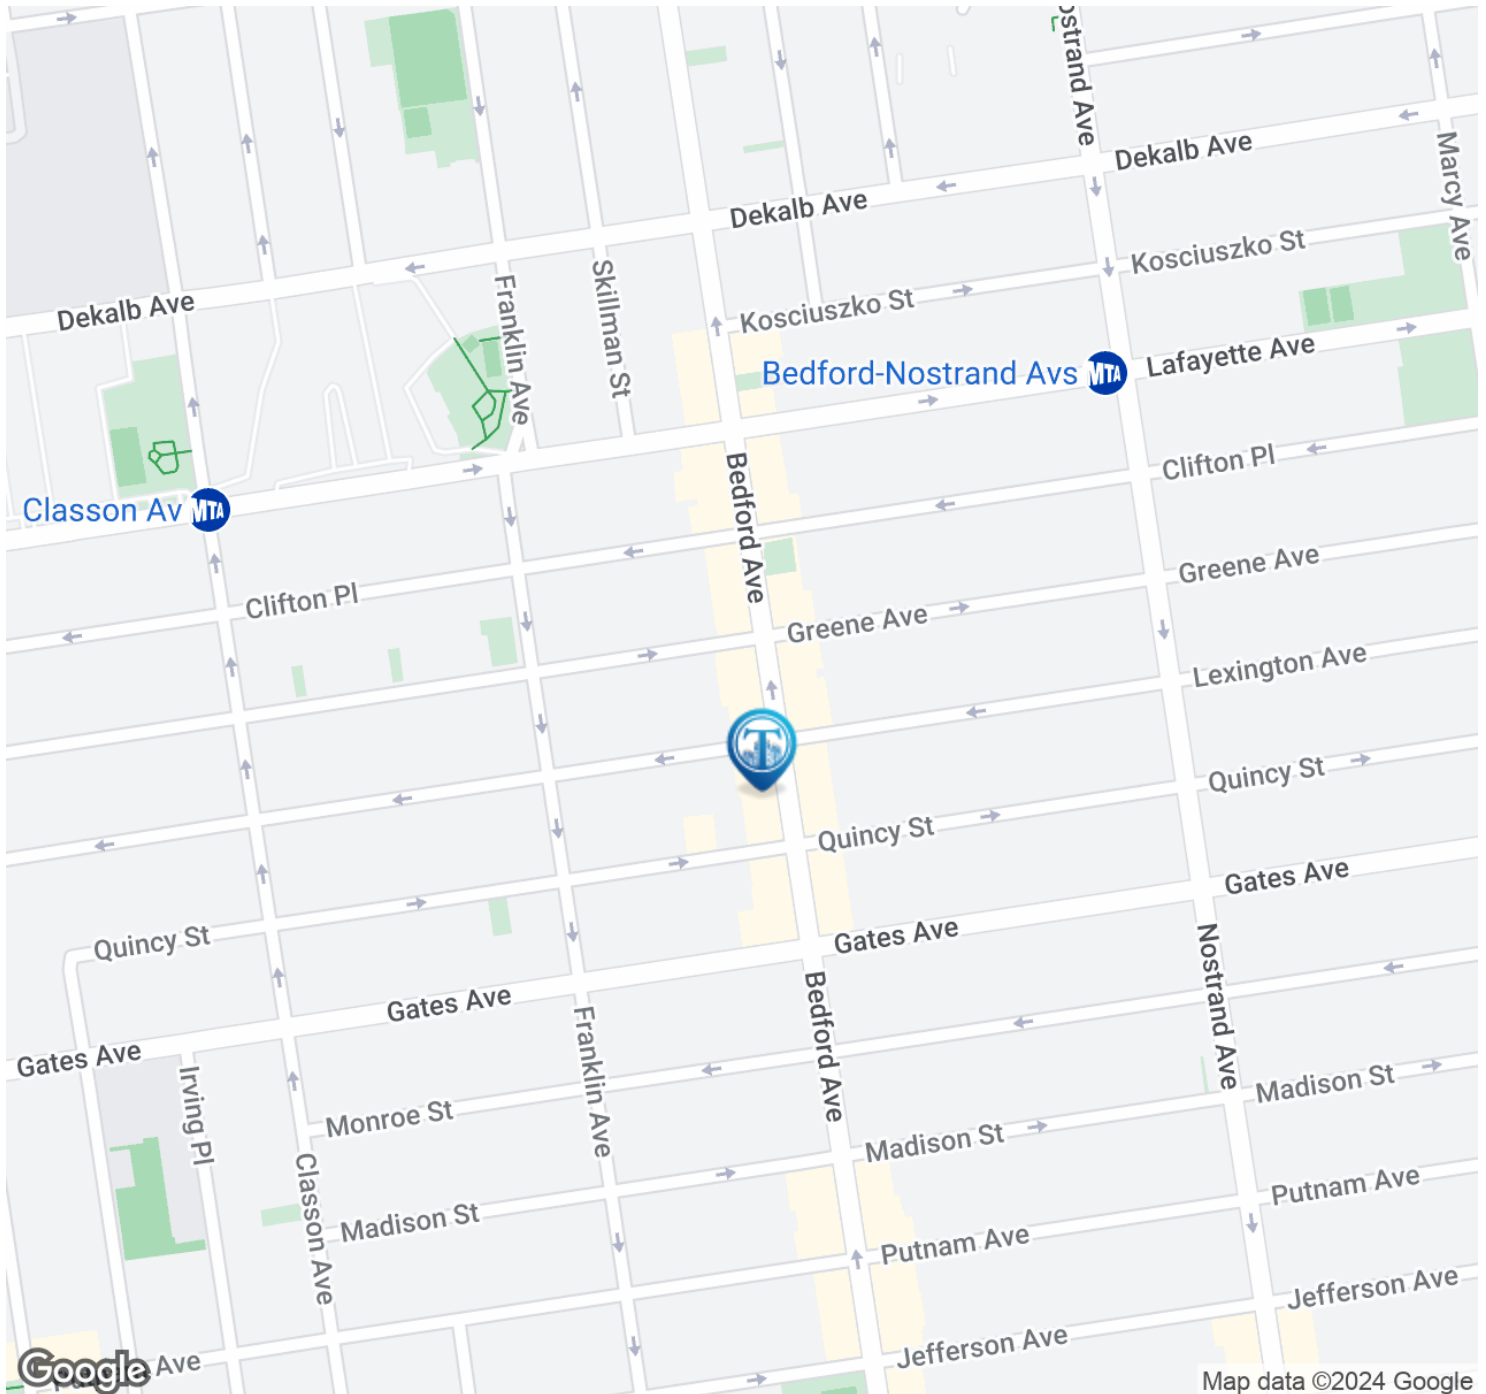 Nostrand Ave
Dekalb Ave
Marcy Ave
Dekalb Ave
Kosciuszko St
Skillman St
Franklin Ave
Dekalb Ave
Kosciuszko St
Lafayette Ave
Bedford-Nostrand Avs
MTA
Bedford Ave
Clifton Pl
Classon Av
MTA
Greene Ave
Clifton Pl
Greene Ave
Lexington Ave
T
Quincy St
Quincy St
Gates Ave
Quincy St
Gates Ave
Nostrand Ave
Gates Ave
Bedford Ave
Franklin Ave
Gates Ave
Irving Pl
Madison St
Monroe St
Madison St
Classon Ave
Putnam Ave
Madison St
Putnam Ave
Jefferson Ave
Jefferson Ave
Ave
Google
Map data ©2024 Google